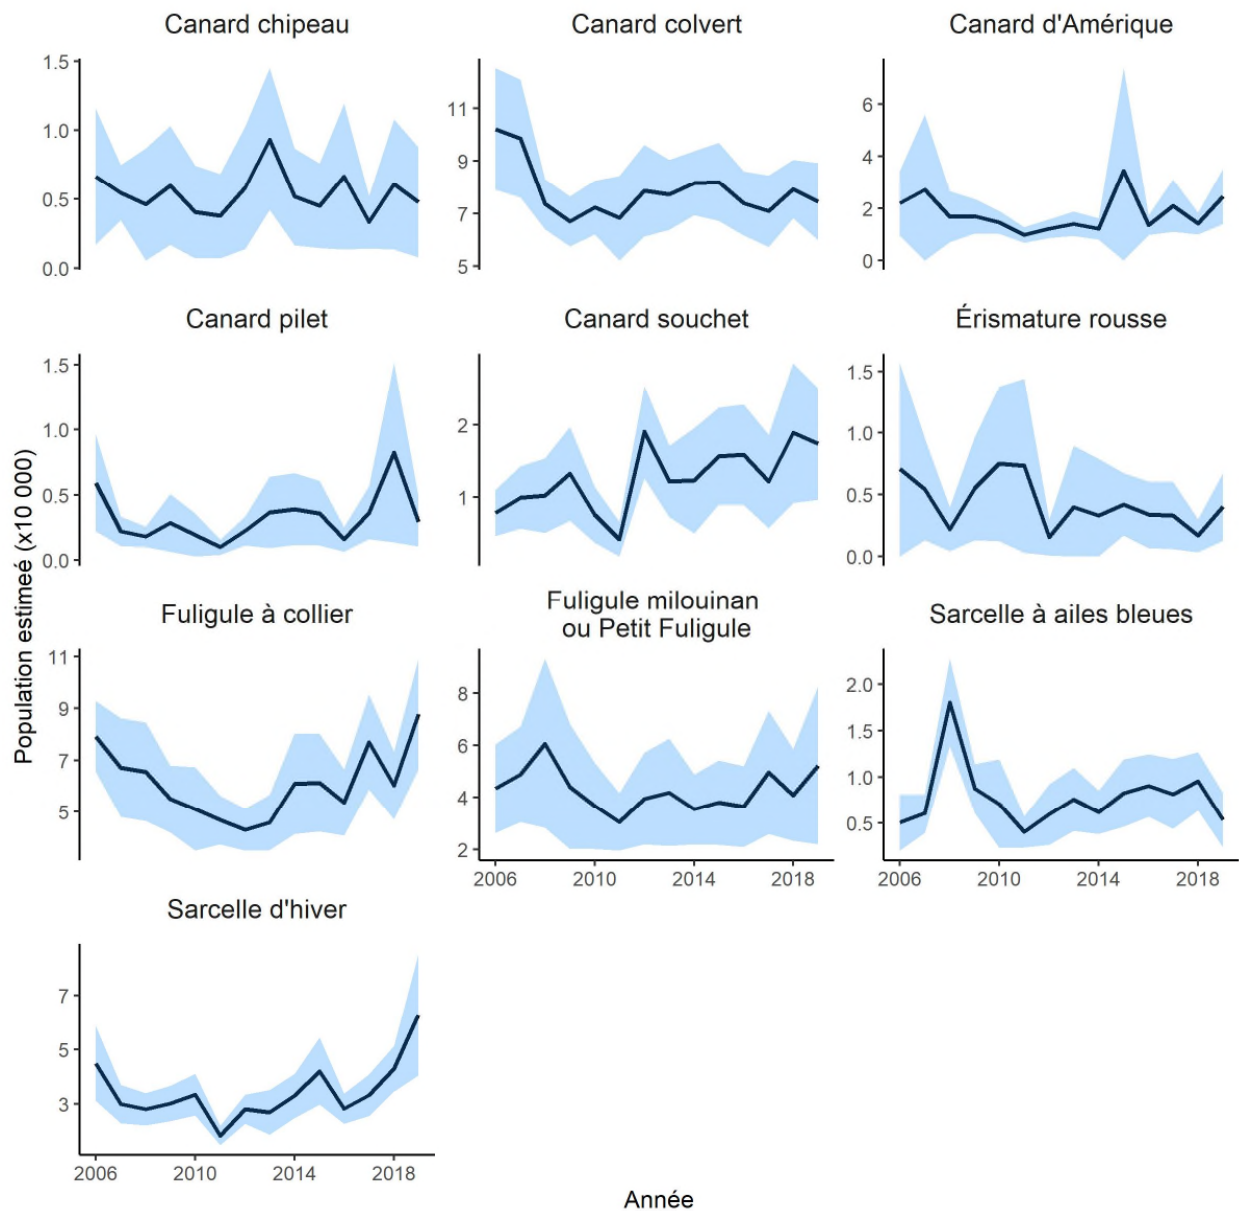 Canard chipeau
Canard colvert
Canard d'Amérique
1.5
1.0
0.5
0.0
11
9
7
5
6
4
2
0
Canard pilet
Canard souchet
Érismature rousse
1.5
1.0
0.5
0.0
2
1
1.5
1.0
0.5
0.0
Population estimeé (x10 000)
Fuligule à collier
Fuligule milouinan
ou Petit Fuligule
Sarcelle à ailes bleues
11
9
7
5
8
6
4
2
2.0
1.5
1.0
0.5
2006 2010 2014 2018
2006 2010 2014 2018
Sarcelle d'hiver
7
5
3
2006 2010 2014 2018
Année